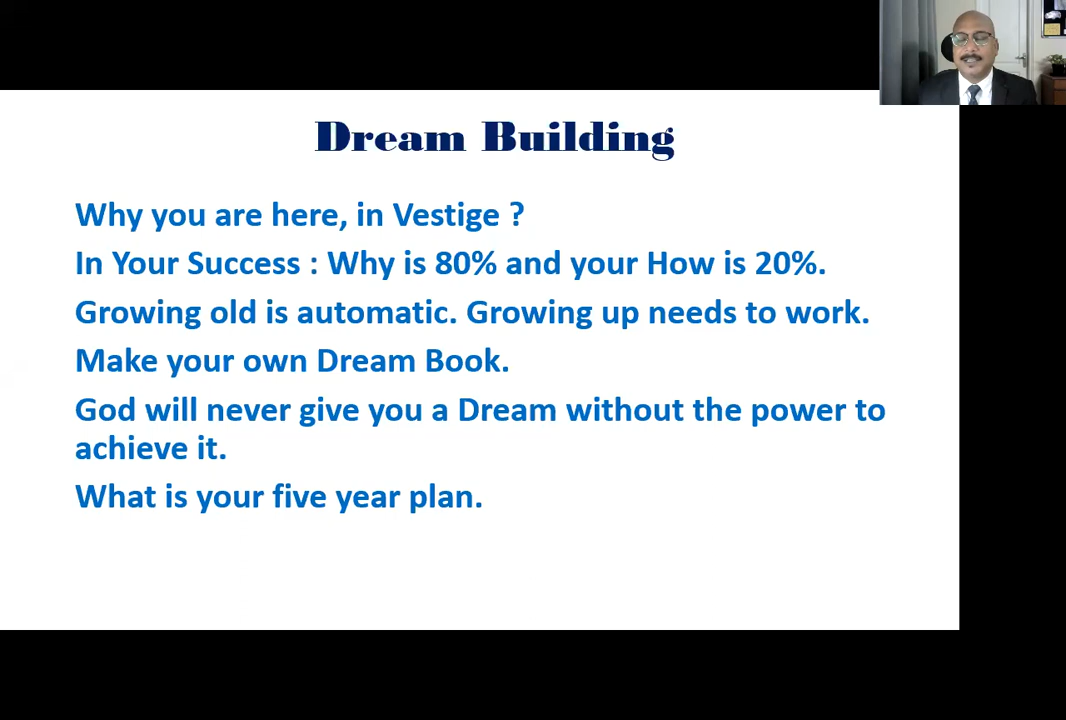 Dream Building
Why you are here, in Vestige ?
In Your Success : Why is 80% and your How is 20%.
Growing old is automatic. Growing up needs to work.
Make your own Dream Book.
God will never give you a Dream without the power to
achieve it.
What is your five year plan.